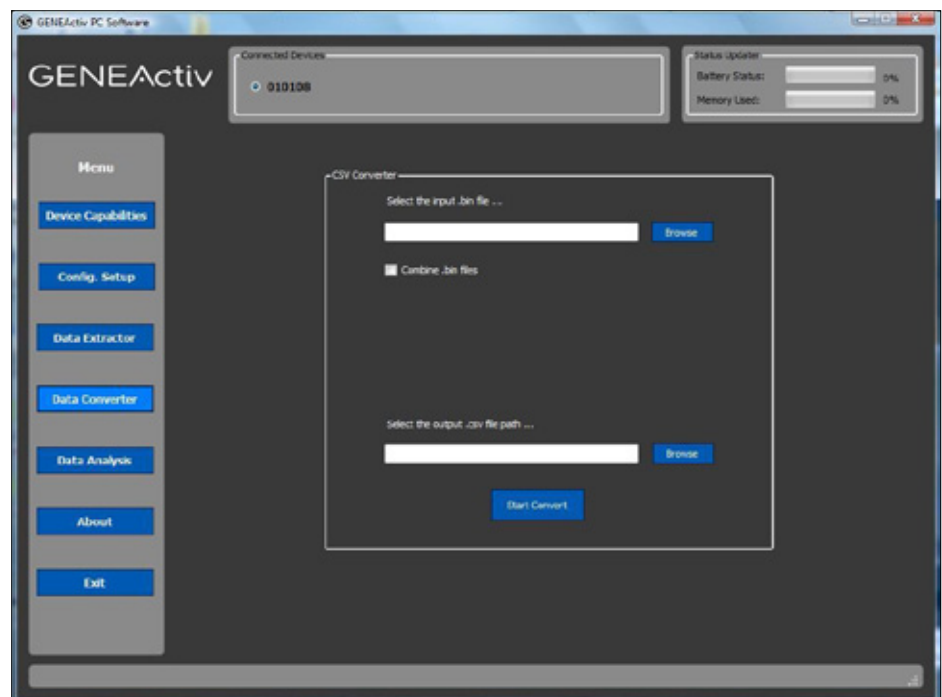 GENEActiv PC Software
GENEActiv
Connected Devices
010108
Status Updater
Battery Status: 0%
Memory Used: 0%
Menu
Device Capabilities
Config. Setup
Data Extractor
Data Converter
Data Analysis
About
Exit
CSV Converter
Select the input .bin file ...
Browse
Combine .bin files
Select the output .csv file path ...
Browse
Start Convert